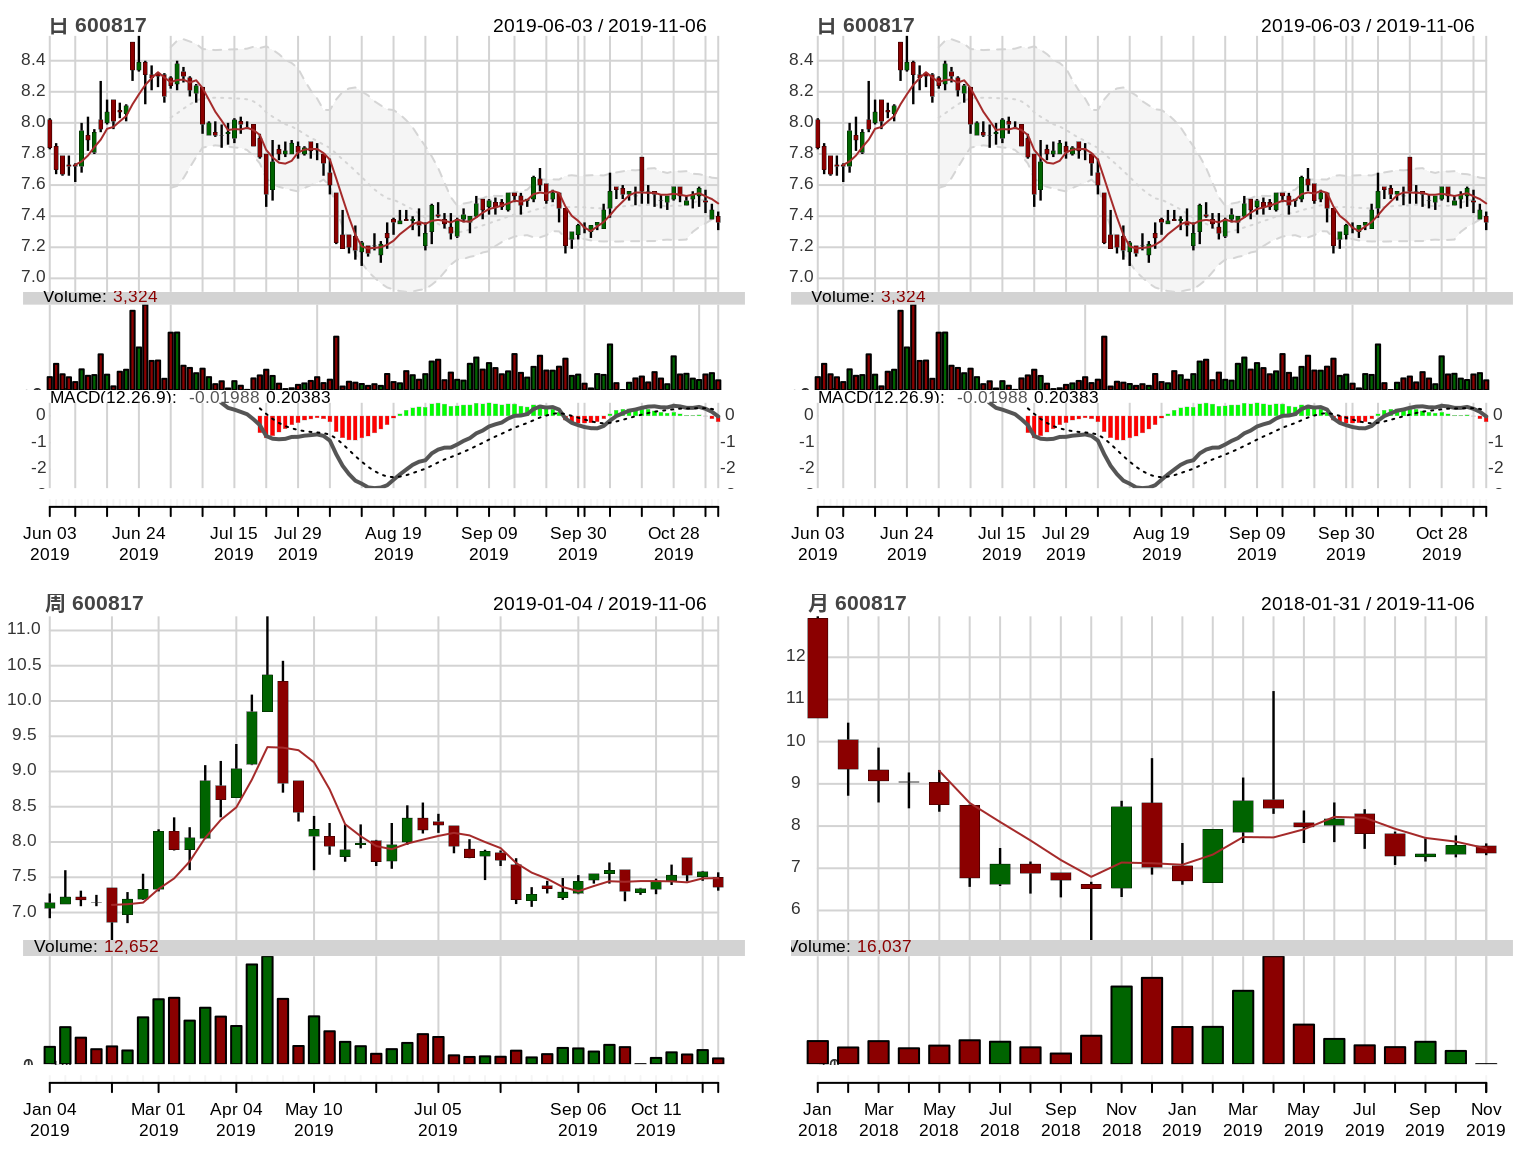 日 600817 2019-06-03 / 2019-11-06
8.4
8.2
8.0
7.8
7.6
7.4
7.2
7.0
Volume: 3,324
MACD(12.26.9): -0.01988 0.20383
0 0
-1 -1
-2 -2
Jun 03 Jun 24 Jul 15 Jul 29 Aug 19 Sep 09 Sep 30 Oct 28
2019 2019 2019 2019 2019 2019 2019 2019
日 600817 2019-06-03 / 2019-11-06
8.4
8.2
8.0
7.8
7.6
7.4
7.2
7.0
Volume: 3,324
MACD(12.26.9): -0.01988 0.20383
0 0
-1 -1
-2 -2
Jun 03 Jun 24 Jul 15 Jul 29 Aug 19 Sep 09 Sep 30 Oct 28
2019 2019 2019 2019 2019 2019 2019 2019
周 600817 2019-01-04 / 2019-11-06
11.0
10.5
10.0
9.5
9.0
8.5
8.0
7.5
7.0
Volume: 12,652
Jan 04 Mar 01 Apr 04 May 10 Jul 05 Sep 06 Oct 11
2019 2019 2019 2019 2019 2019 2019
月 600817 2018-01-31 / 2019-11-06
12
11
10
9
8
7
6
Volume: 16,037
Jan Mar May Jul Sep Nov Jan Mar May Jul Sep Nov
2018 2018 2018 2018 2018 2018 2019 2019 2019 2019 2019 2019